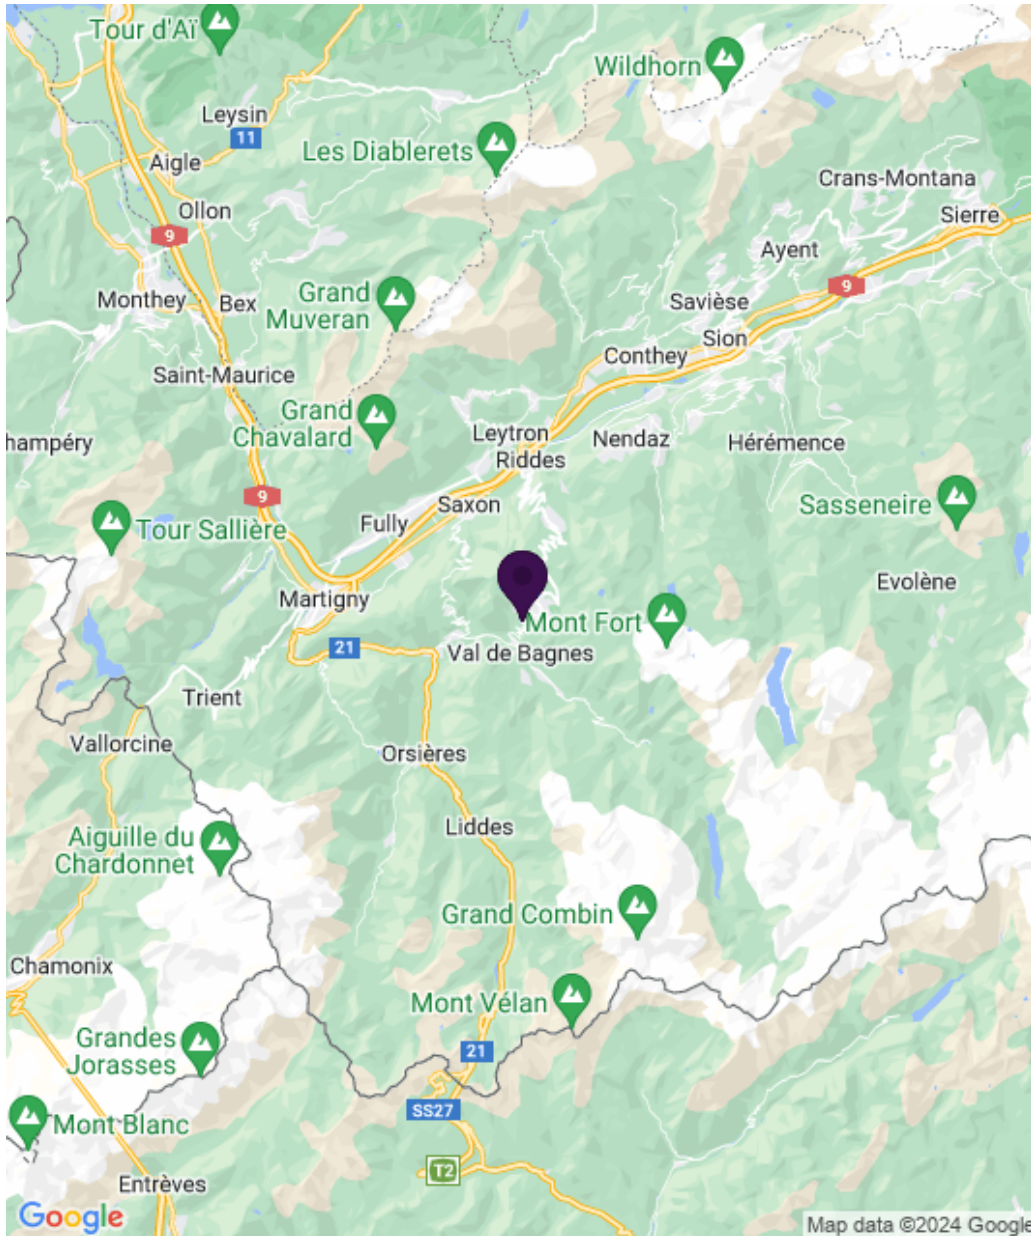 Tour d'Aï
Wildhorn
Leysin
11
Les Diablerets
Aigle
Crans-Montana
Ollon
Sierre
9
Ayent
9
Grand
Muveran
Monthey
Bex
Savièse
Sion
Conthey
Saint-Maurice
Grand
Chavalard
Leytron
Nendaz
Hérémence
hampéry
Riddes
9
Saxon
Sasseneire
Tour Sallière
Fully
Evolène
Martigny
Mont Fort
21
Val de Bagnes
Trient
Vallorcine
Orsières
Liddes
Aiguille du
Chardonnet
Grand Combin
Chamonix
Mont Vélan
Grandes
Jorasses
21
SS27
Mont Blanc
T2
Entrèves
Google
Map data ©2024 Google